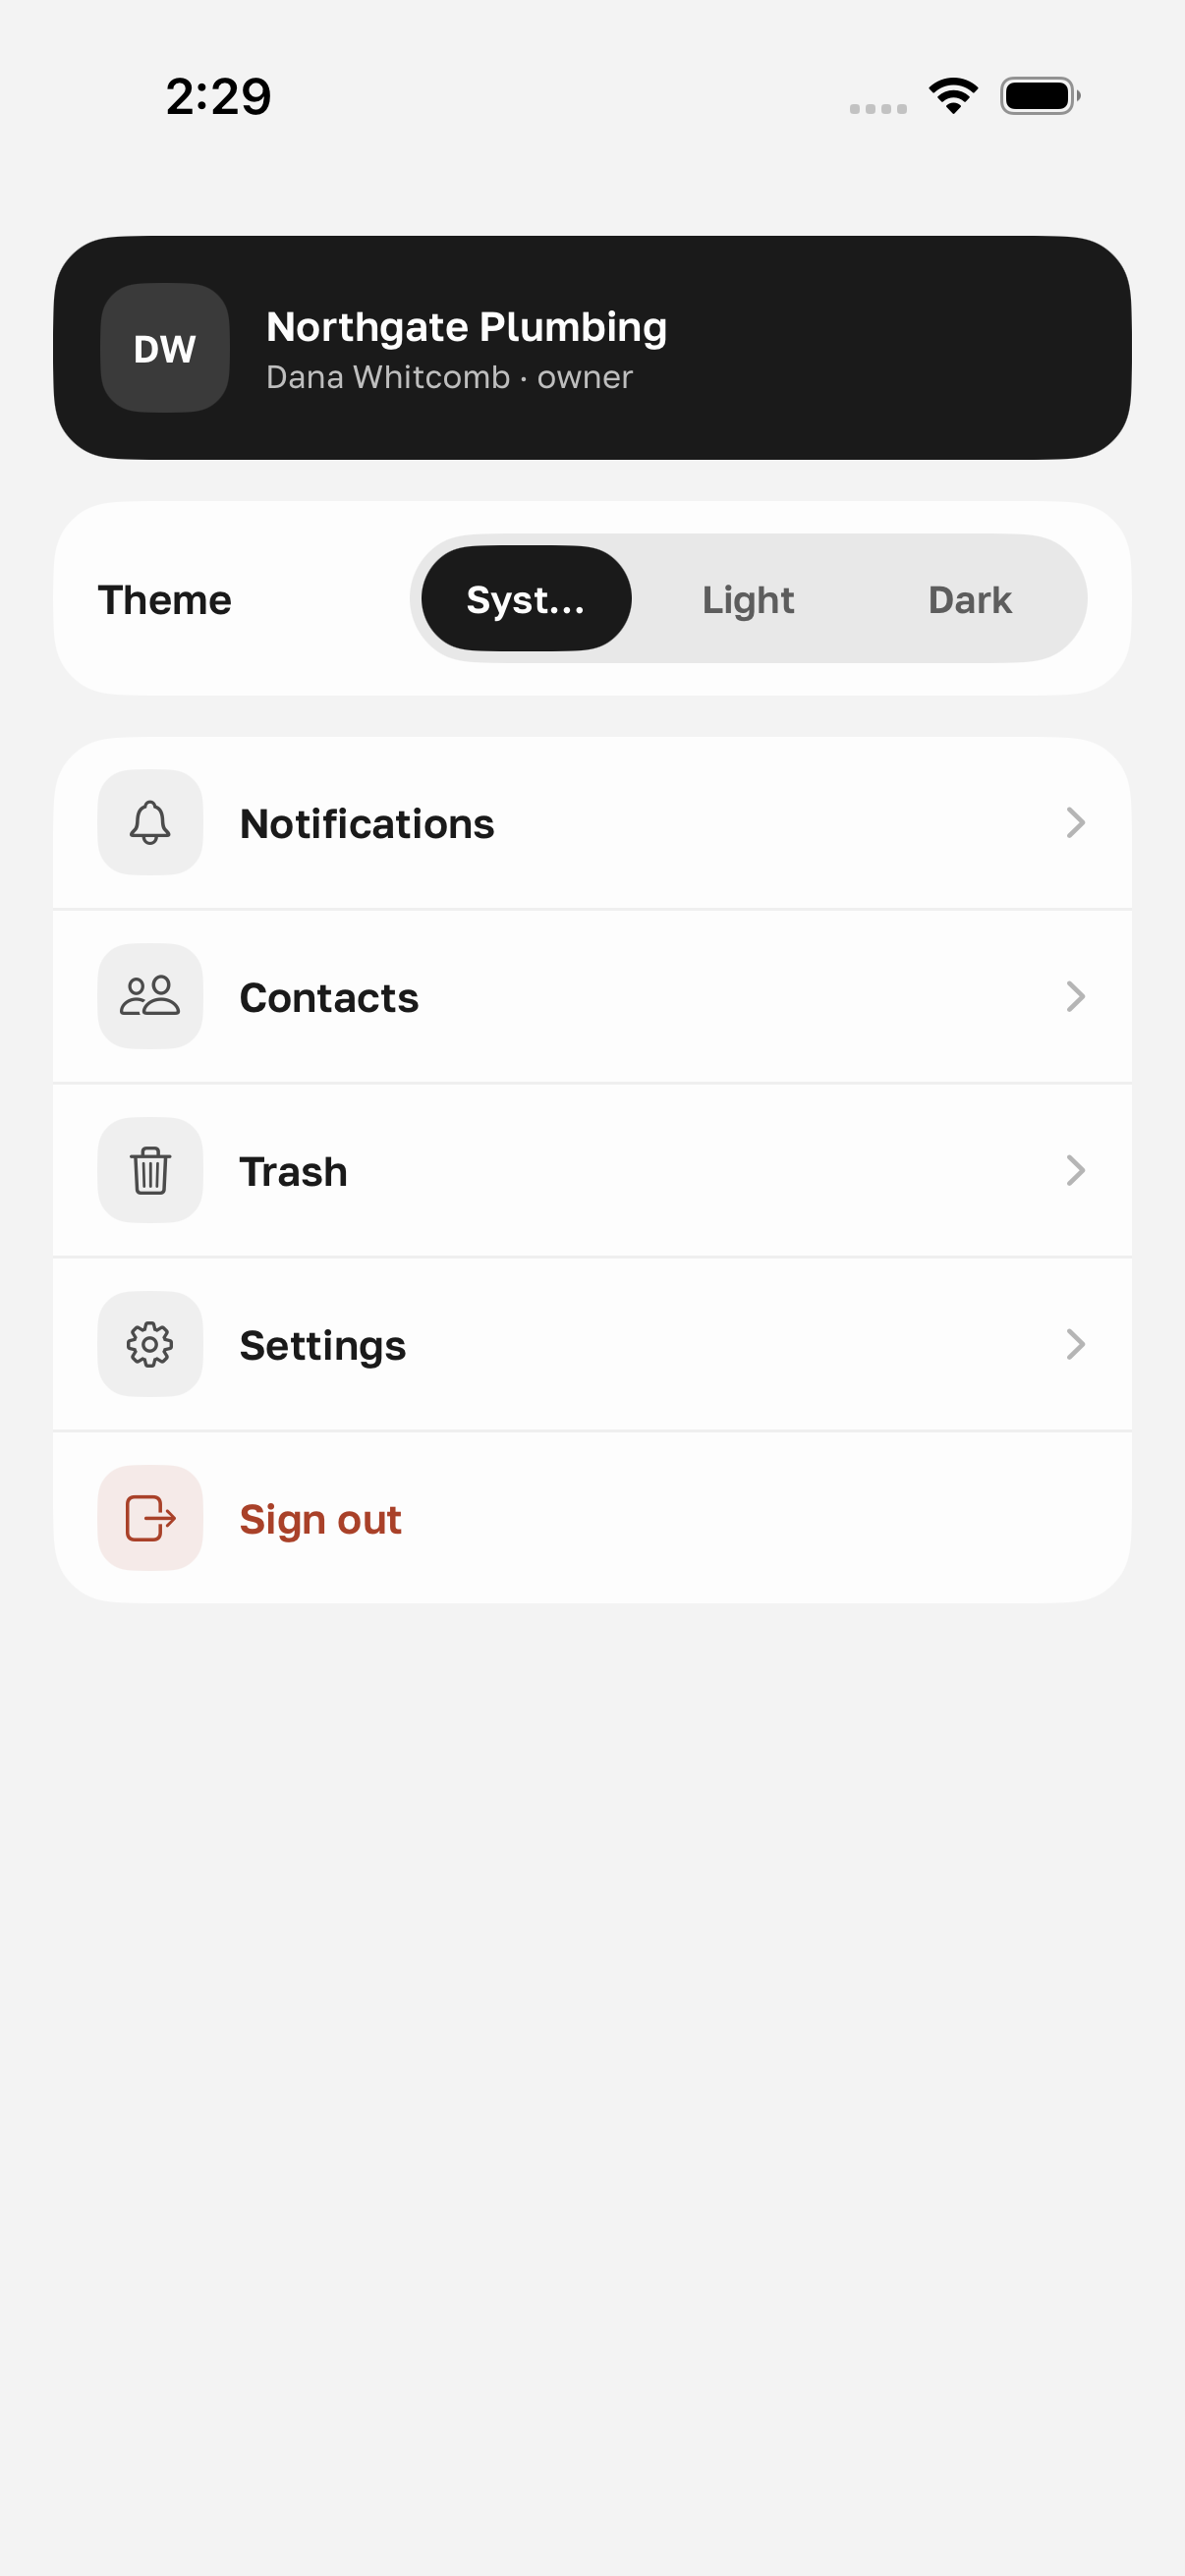 2:29
DW
Northgate Plumbing
Dana Whitcomb · owner
Theme
Syst...
Light
Dark
Notifications
Contacts
Trash
Settings
Sign out